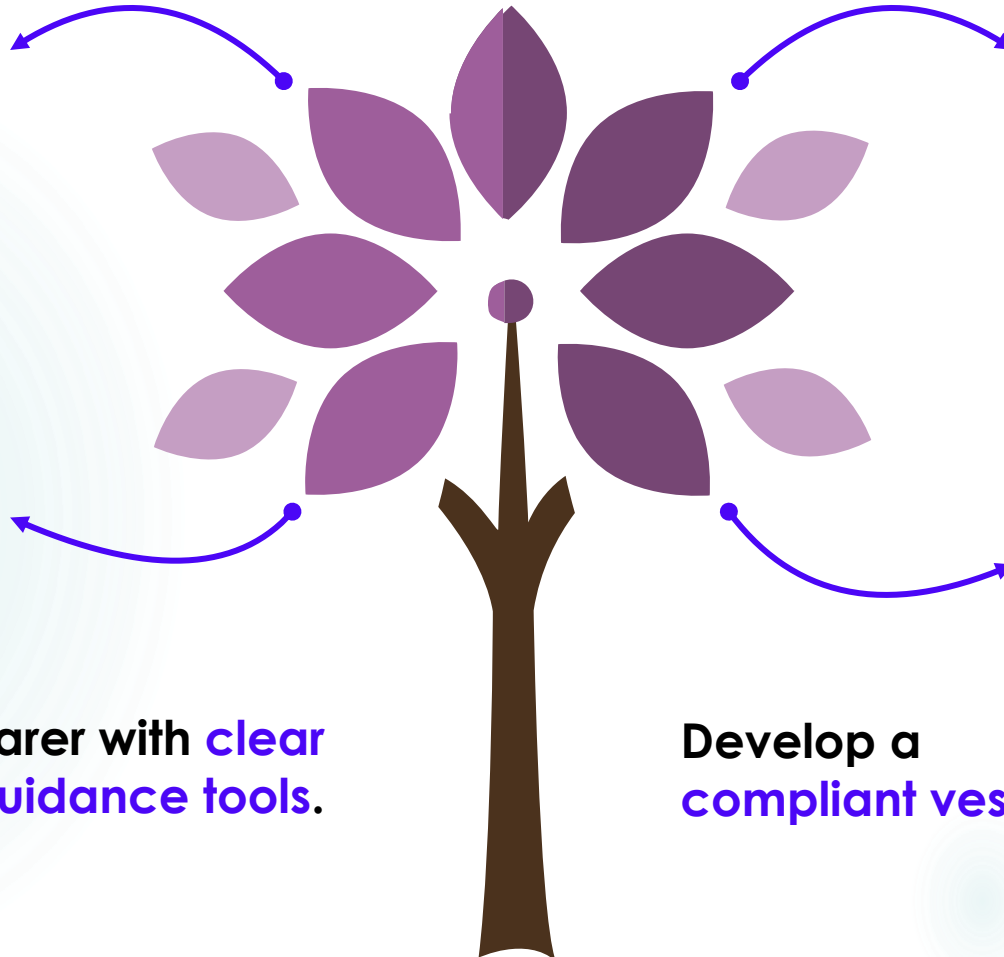 arer with clear
uidance tools.
Develop a
compliant ves